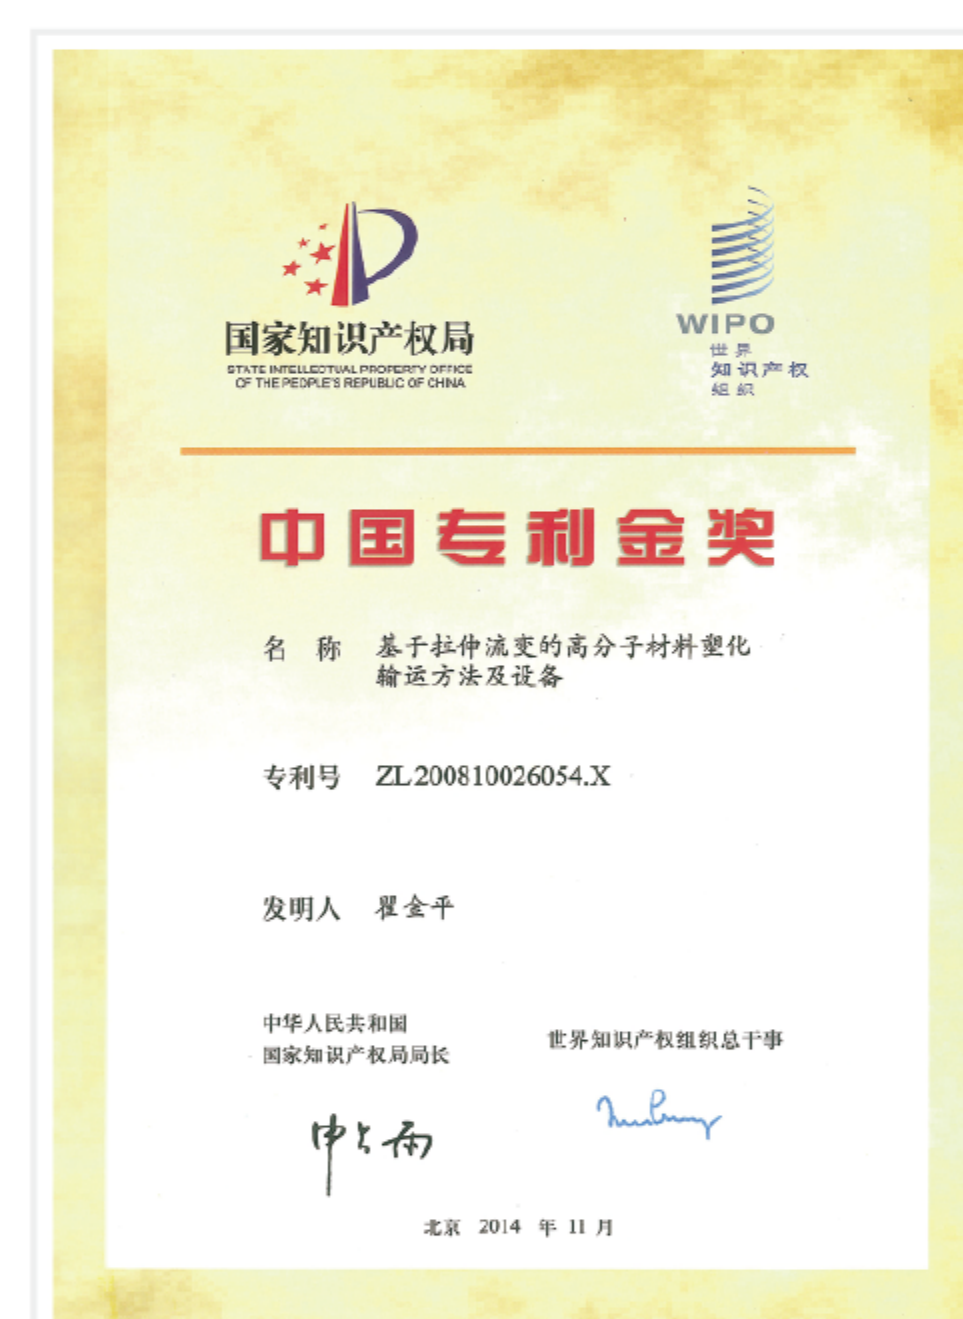 国家知识产权局
STATE INTELLECTUAL PROPERTY OFFICE
OF THE PEOPLE'S REPUBLIC OF CHINA
WIPO
世界
知识产权
组织
中国专利金奖
名 称 基于拉伸流变的高分子材料塑化
输运方法及设备
专利号 ZL200810026054.X
发明人 瞿金平
中华人民共和国
国家知识产权局局长
世界知识产权组织总干事
申长雨
北京 2014 年 11 月